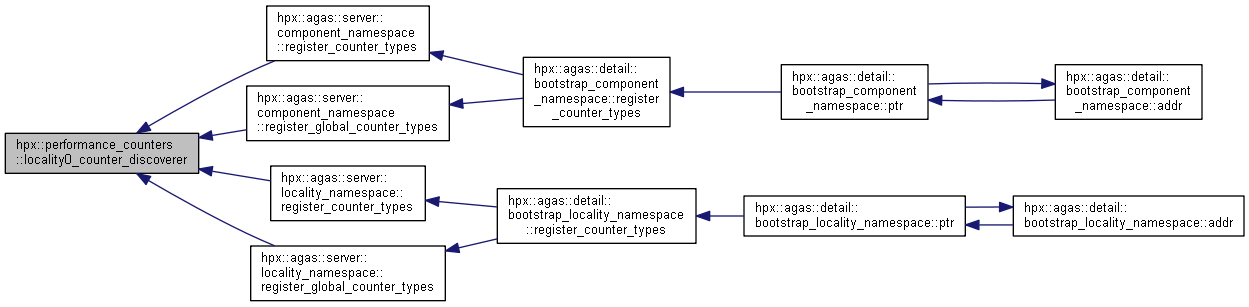 hpx::agas::server::
component_namespace
::register_counter_types
hpx::agas::detail::
bootstrap_component
_namespace::register
_counter_types
hpx::agas::detail::
bootstrap_component
_namespace::ptr
hpx::agas::detail::
bootstrap_component
_namespace::addr
hpx::agas::server::
component_namespace
::register_global_counter_types
hpx::performance_counters
::locality0_counter_discoverer
hpx::agas::server::
locality_namespace::
register_counter_types
hpx::agas::detail::
bootstrap_locality_namespace
::register_counter_types
hpx::agas::detail::
bootstrap_locality_namespace::ptr
hpx::agas::detail::
bootstrap_locality_namespace::addr
hpx::agas::server::
locality_namespace::
register_global_counter_types